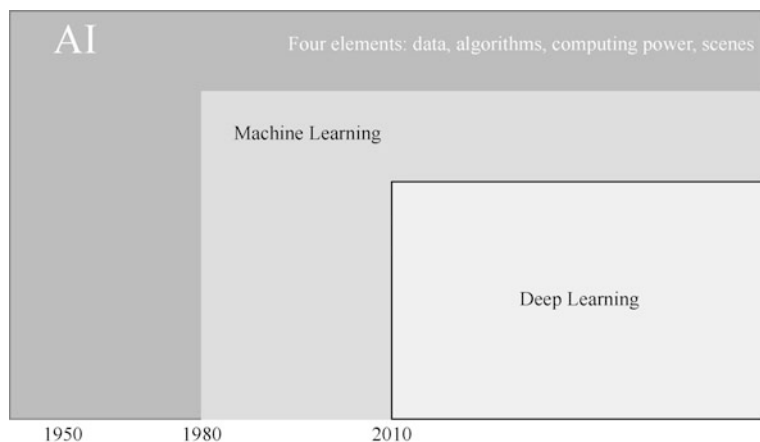 AI
Four elements: data, algorithms, computing power, scenes
Machine Learning
Deep Learning
1950
1980
2010